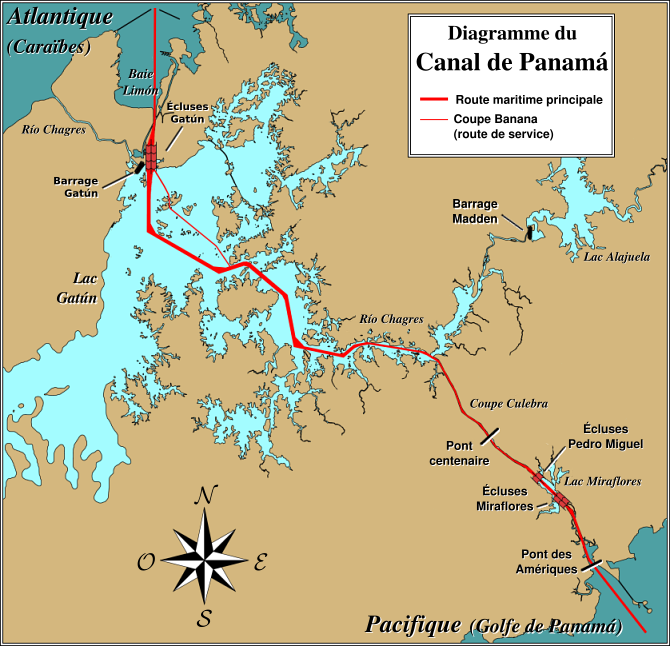 Atlantique
(Caraïbes)
Diagramme du
Canal de Panamá
Route maritime principale
Coupe Banana
(route de service)
Baie
Limón
Écluses
Gatún
Río Chagres
Barrage
Gatún
Barrage
Madden
Lac Alajuela
Lac
Gatún
Río Chagres
Coupe Culebra
Écluses
Pedro Miguel
Pont
centenaire
Lac Miraflores
Écluses
Miraflores
N
O
E
S
Pont des
Amériques
Pacifique (Golfe de Panamá)